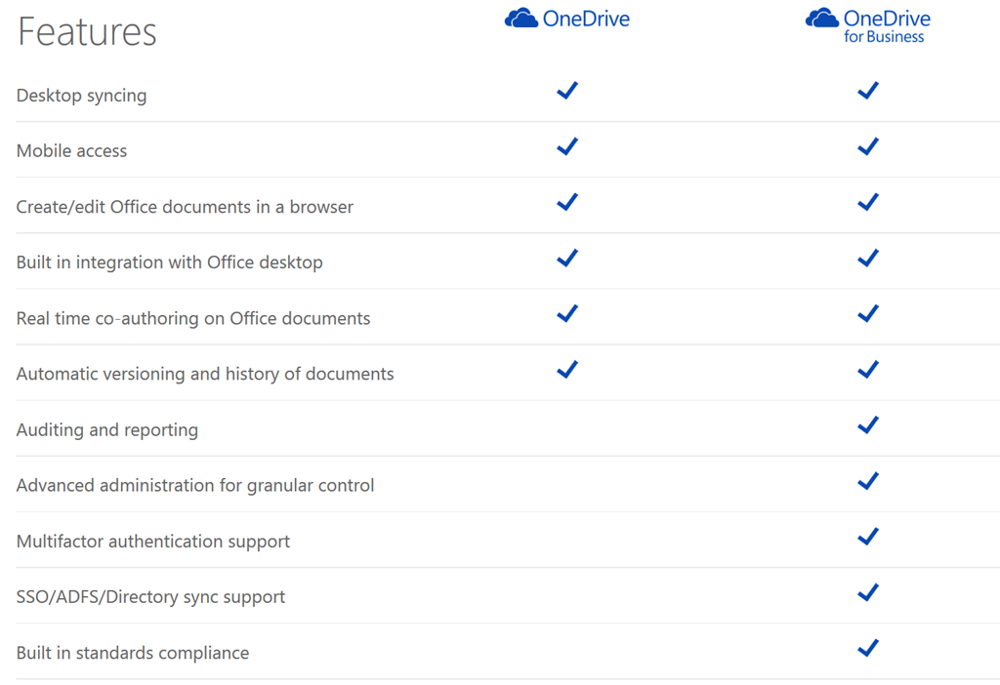 Features
OneDrive
OneDrive
for Business
Desktop syncing
Mobile access
Create/edit Office documents in a browser
Built in integration with Office desktop
Real time co-authoring on Office documents
Automatic versioning and history of documents
Auditing and reporting
Advanced administration for granular control
Multifactor authentication support
SSO/ADFS/Directory sync support
Built in standards compliance